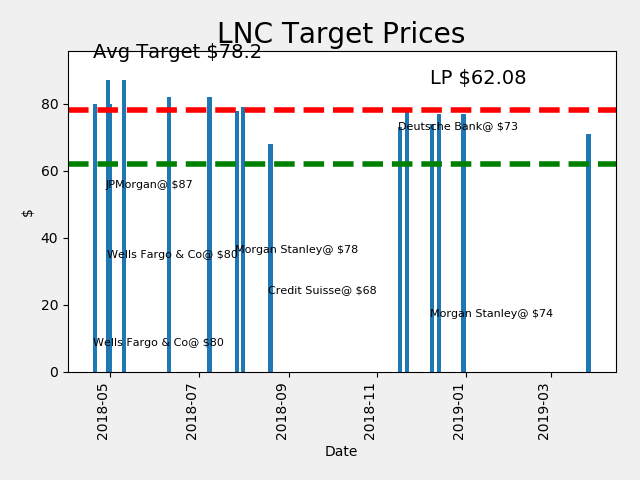 LNC Target Prices
Avg Target $78.2
LP $62.08
Deutsche Bank@ $73
JPMorgan@ $87
Wells Fargo & Co@ $80
Morgan Stanley@ $78
Credit Suisse@ $68
Morgan Stanley@ $74
Wells Fargo & Co@ $80
$
80
60
40
20
0
2018-05
2018-07
2018-09
2018-11
2019-01
2019-03
Date